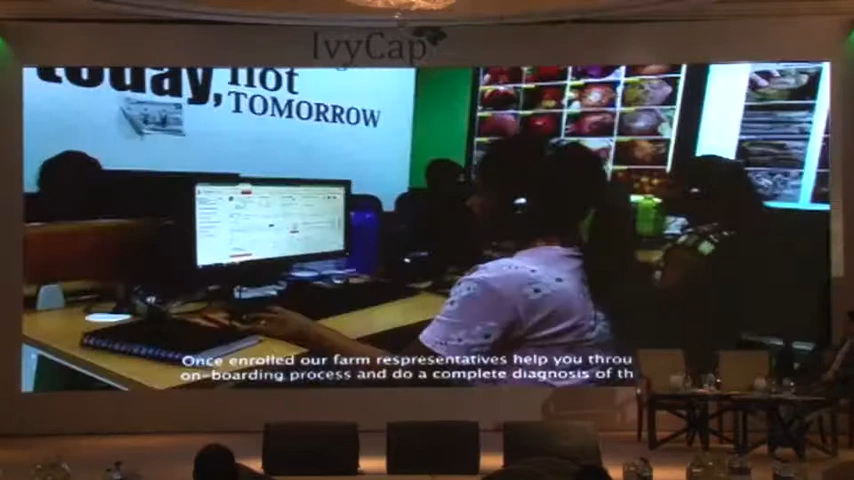 IvyCap
today, not
TOMORROW
Once enrolled our farm respresentatives help you throu
on-boarding process and do a complete diagnosis of th